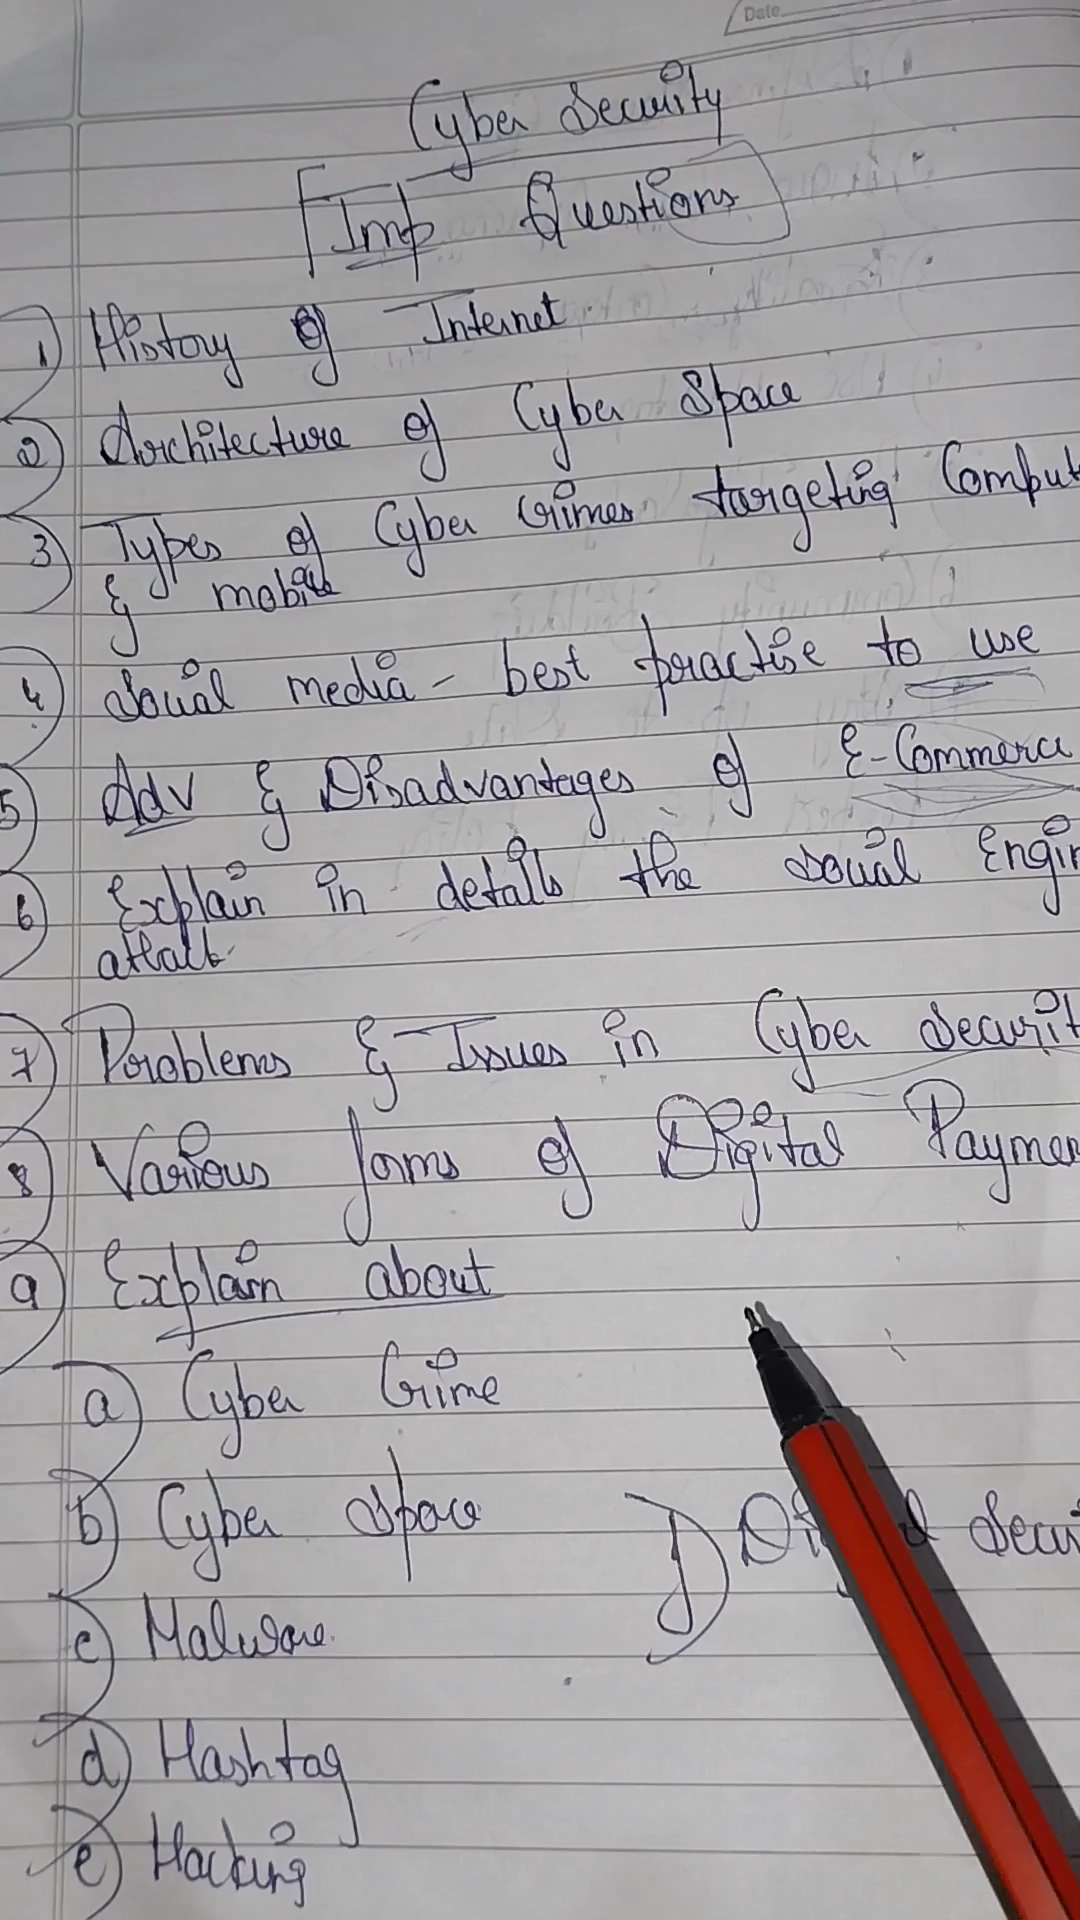 Date
Cyber Security
Imp Questions
1) History of Internet
2) Architecture of Cyber Space
3) Types of Cyber Crimes targeting Comput
& mobile
4) Social media - best practise to use
5) Adv & Disadvantages of E-Commerce
6) Explain in details the social Engin
attack
7) Problems & Issues in Cyber Securit
8) Various forms of Digital Paymen
9) Explain about
a) Cyber Crime
b) Cyber Space
c) Malware
d) Hashtag
e) Hacking